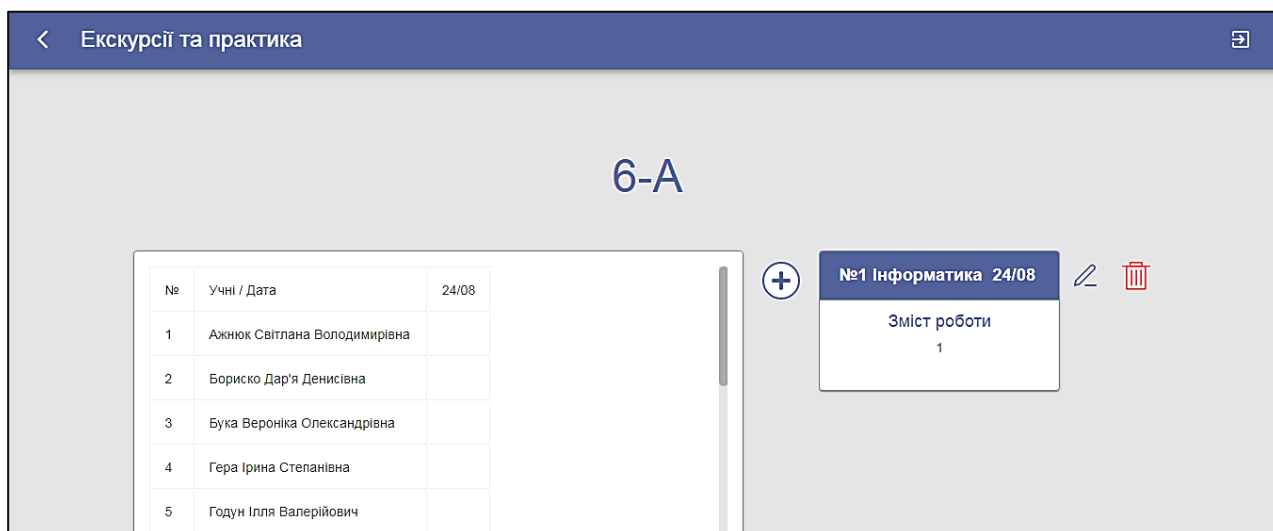 Екскурсії та практика
6-А
№ Учні / Дата 24/08
1 Ажнюк Світлана Володимирівна
2 Бориско Дар'я Денисівна
3 Бука Вероніка Олександрівна
4 Гера Ірина Степанівна
5 Годун Ілля Валерійович
№1 Інформатика 24/08
Зміст роботи
1